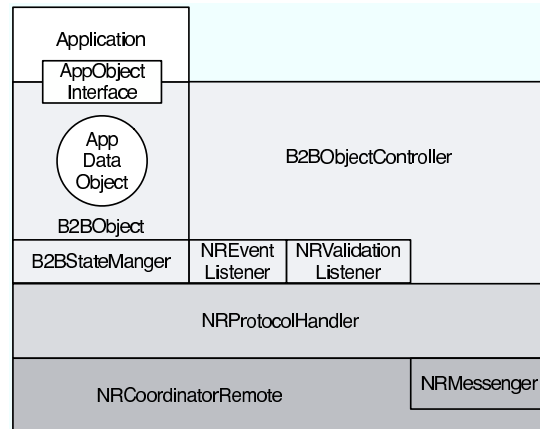 Application
AppObject
Interface
App
Data
Object
B2BObject
B2BObjectController
B2BStateManger
NREvent
Listener
NRValidation
Listener
NRProtocolHandler
NRCoordinatorRemote
NRMessenger